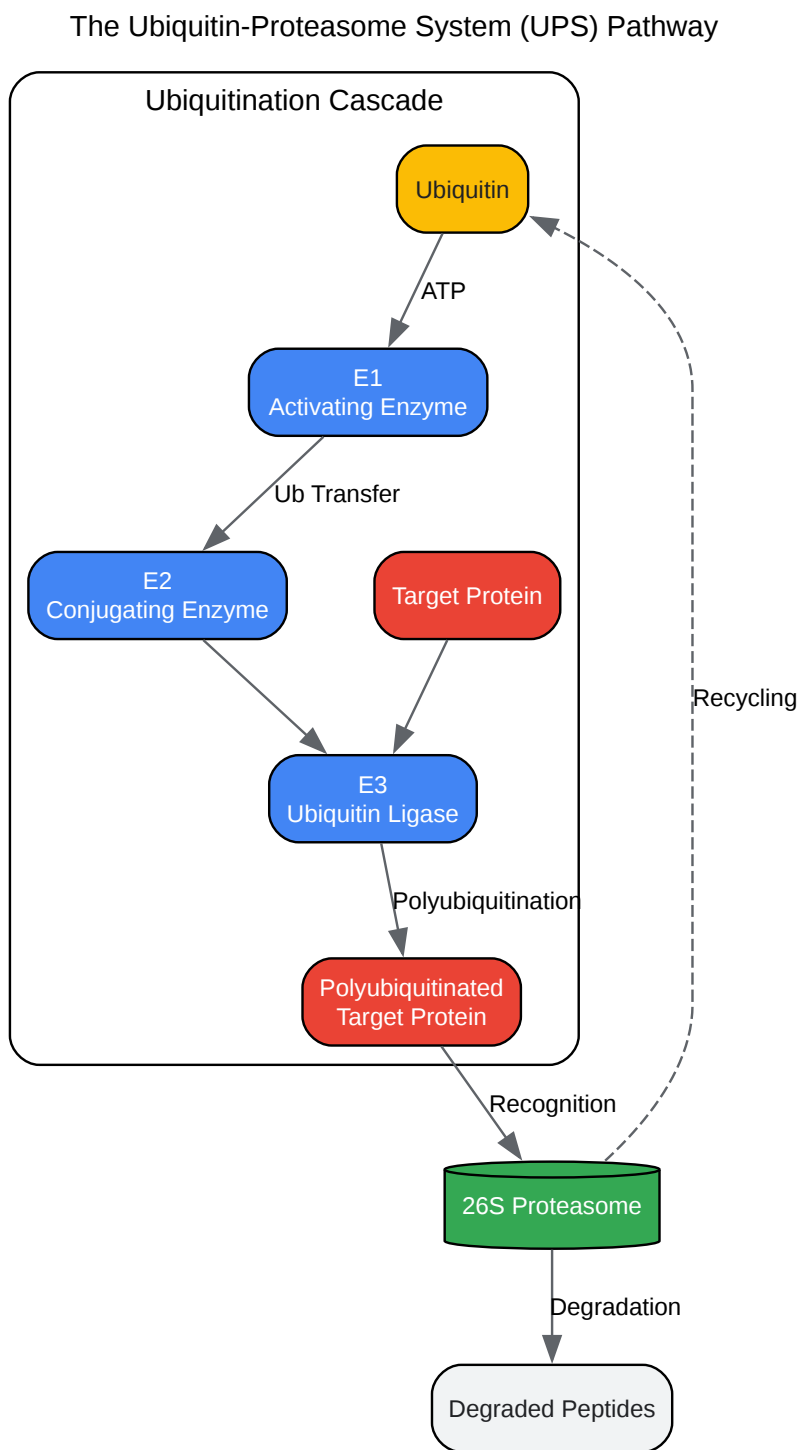 The Ubiquitin-Proteasome System (UPS) Pathway
Ubiquitination Cascade
Ubiquitin
ATP
E1
Activating Enzyme
Ub Transfer
E2
Conjugating Enzyme
Target Protein
Recycling
E3
Ubiquitin Ligase
Polyubiquitination
Polyubiquitinated
Target Protein
Recognition
26S Proteasome
Degradation
Degraded Peptides